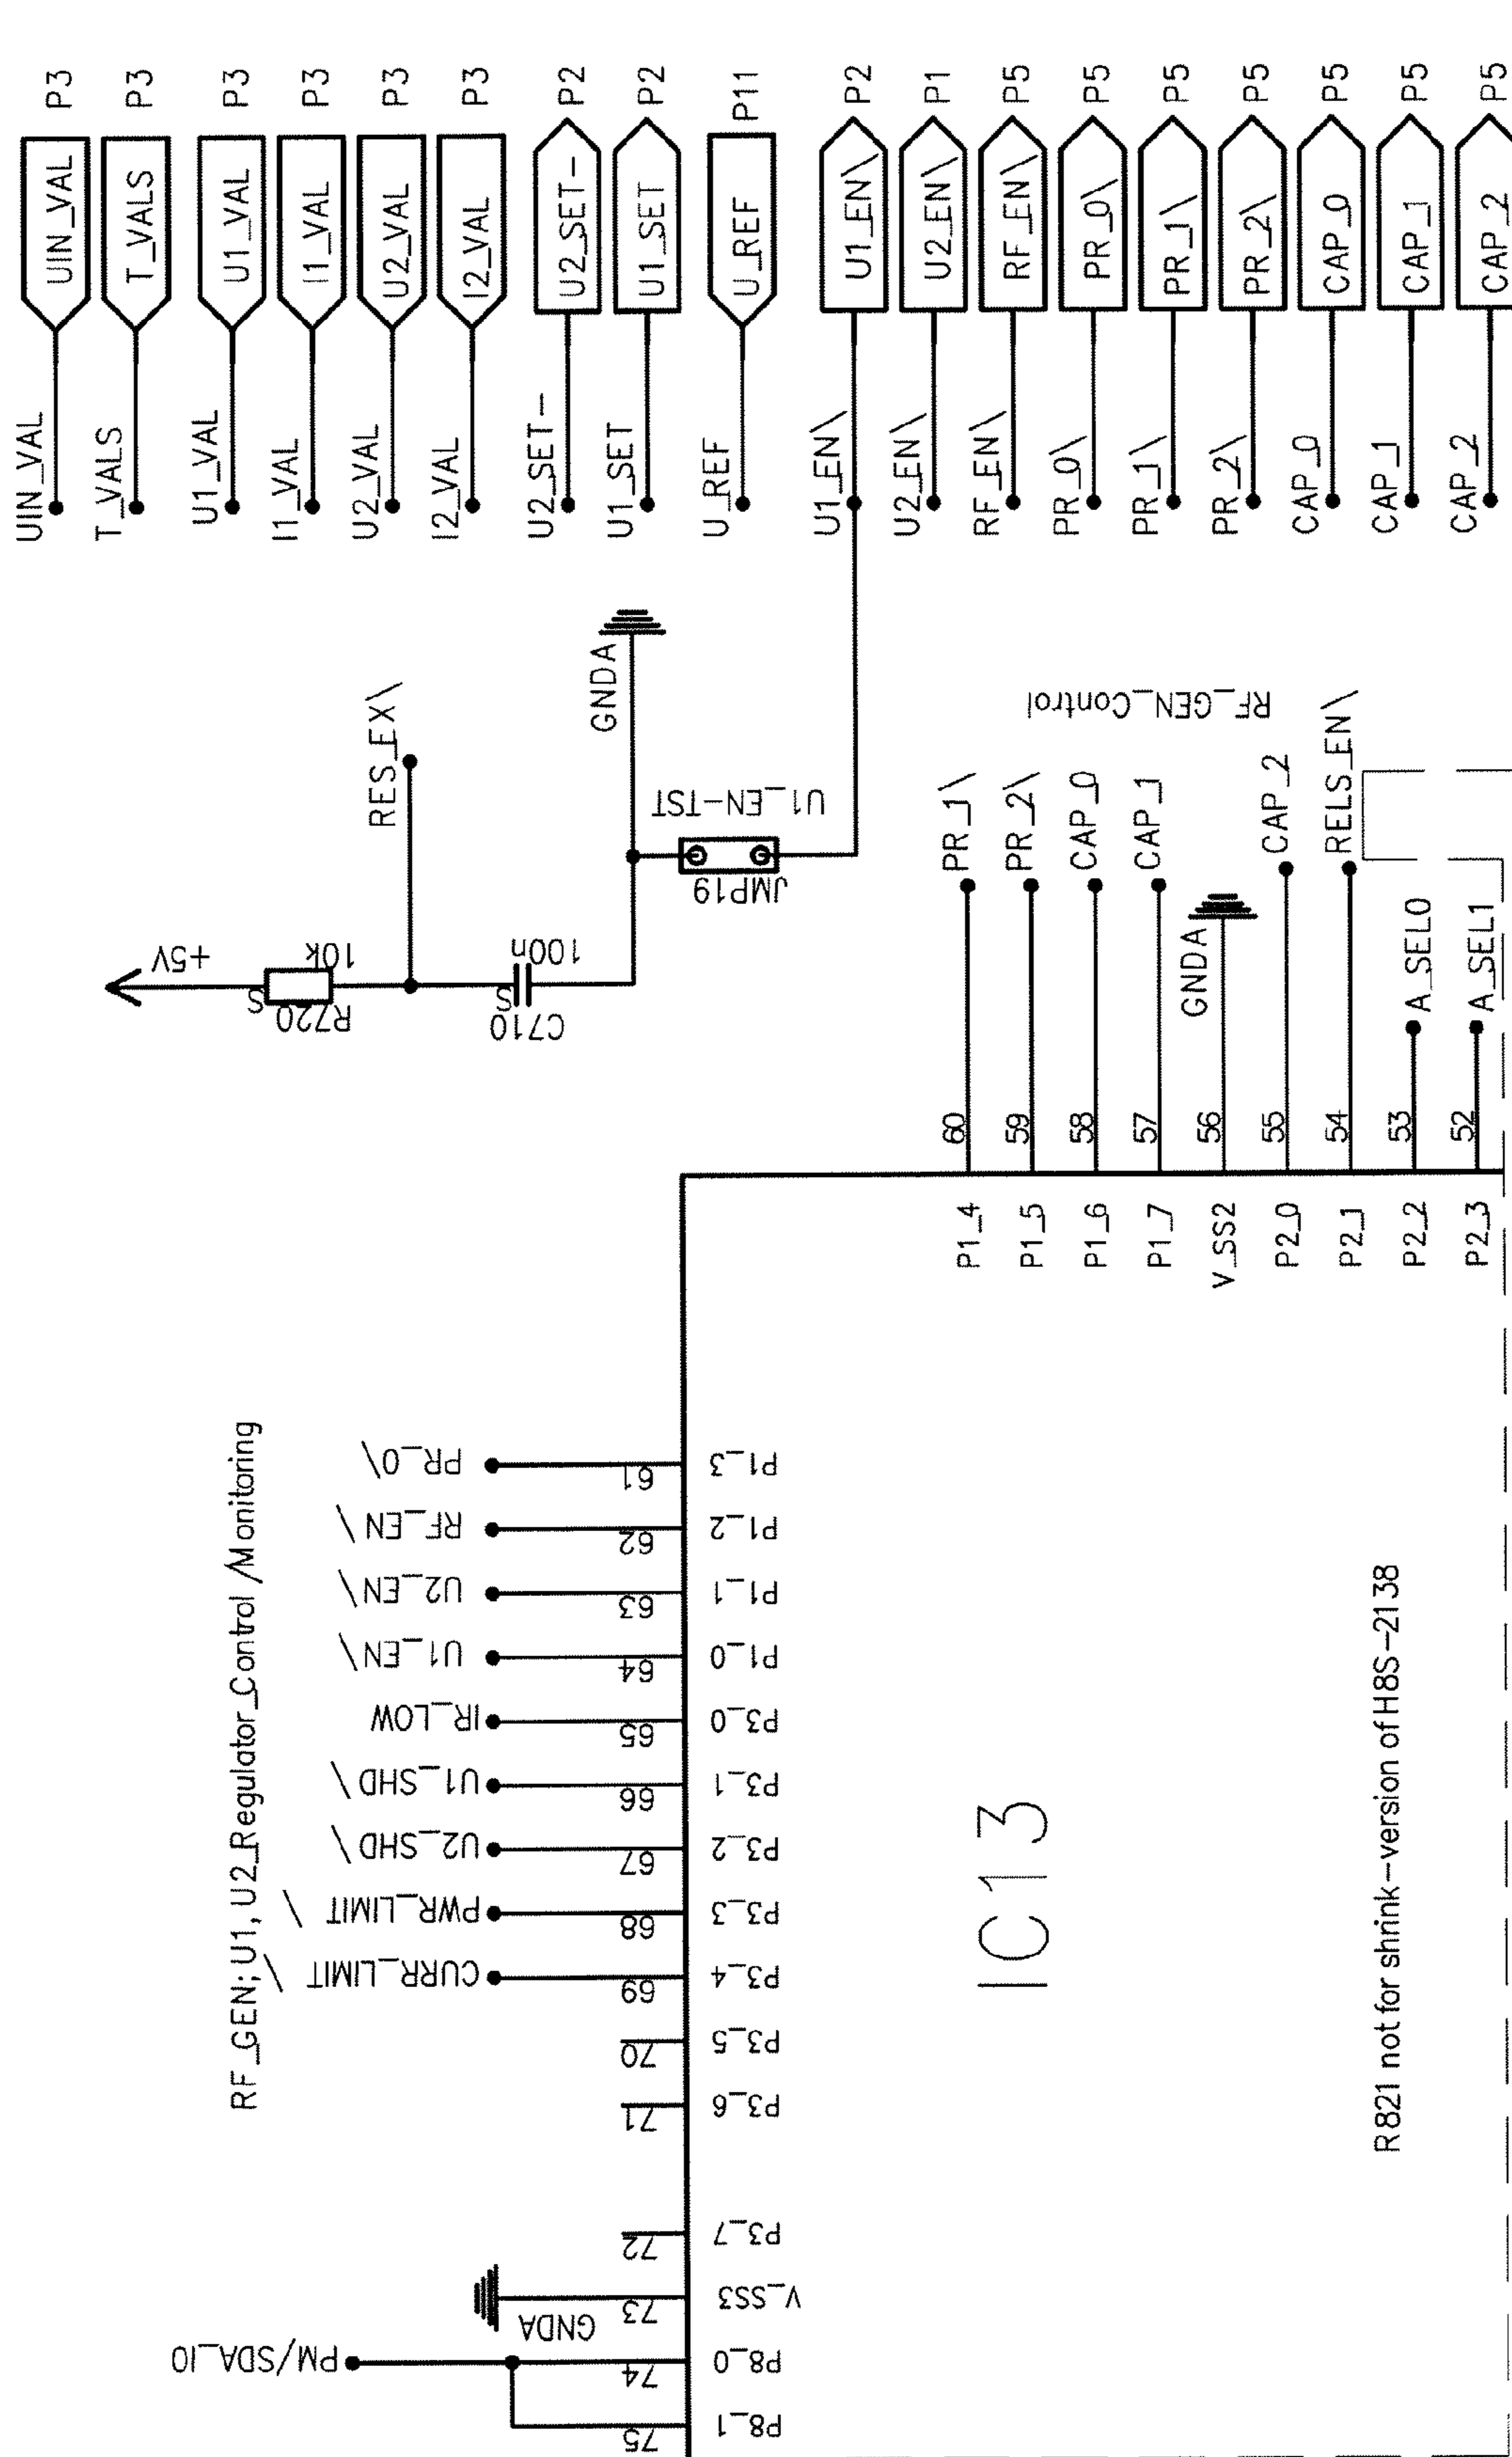 UIN_VAL UIN_VAL P3
T_VALS T_VALS P3
U1_VAL U1_VAL P3
I1_VAL I1_VAL P3
U2_VAL U2_VAL P3
I2_VAL I2_VAL P3
U2_SET- U2_SET- P2
U1_SET U1_SET P2
U_REF U_REF P11
U1_EN\ U1_EN\ P2
U2_EN\ U2_EN\ P1
RF_EN\ RF_EN\ P5
PR_0\ PR_0\ P5
PR_1\ PR_1\ P5
PR_2\ PR_2\ P5
CAP_0 CAP_0 P5
CAP_1 CAP_1 P5
CAP_2 CAP_2 P5
+5V
S
R720
10k
RES_EX\
S
C710
100n
GNDA
JMP19
U1_EN-TST
RF_GEN_Control
P1_4 60 PR_1\
P1_5 59 PR_2\
P1_6 58 CAP_0
P1_7 57 CAP_1
V_SS2 56 GNDA
P2_0 55 CAP_2
P2_1 54 RELS_EN\
P2_2 53 A_SEL0
P2_3 52 A_SEL1
RF_GEN; U1, U2_Regulator_Control /Monitoring
PR_0\ 61 P1_3
RF_EN\ 62 P1_2
U2_EN\ 63 P1_1
U1_EN\ 64 P1_0
IR_LOW 65 P3_0
U1_SHD\ 66 P3_1
U2_SHD\ 67 P3_2
PWR_LIMIT\ 68 P3_3
CURR_LIMIT\ 69 P3_4
70 P3_5
71 P3_6
72 P3_7
GNDA 73 V_SS3
PM/SDA_IO 74 P8_0
75 P8_1
IC13
R821 not for shrink-version of H8S-2138